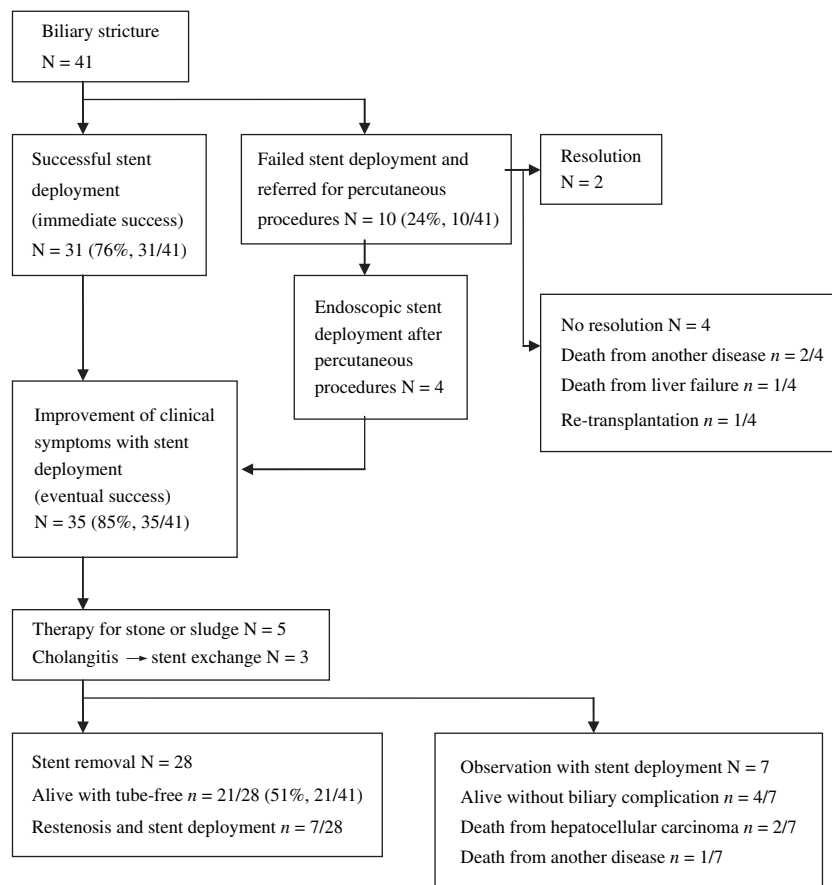 Biliary stricture
N = 41
Successful stent
deployment
(immediate success)
N = 31 (76%, 31/41)
Failed stent deployment and
referred for percutaneous
procedures N = 10 (24%, 10/41)
Resolution
N = 2
Endoscopic stent
deployment after
percutaneous
procedures N = 4
No resolution N = 4
Death from another disease n = 2/4
Death from liver failure n = 1/4
Re-transplantation n = 1/4
Improvement of clinical
symptoms with stent
deployment
(eventual success)
N = 35 (85%, 35/41)
Therapy for stone or sludge N = 5
Cholangitis → stent exchange N = 3
Stent removal N = 28
Alive with tube-free n = 21/28 (51%, 21/41)
Restenosis and stent deployment n = 7/28
Observation with stent deployment N = 7
Alive without biliary complication n = 4/7
Death from hepatocellular carcinoma n = 2/7
Death from another disease n = 1/7